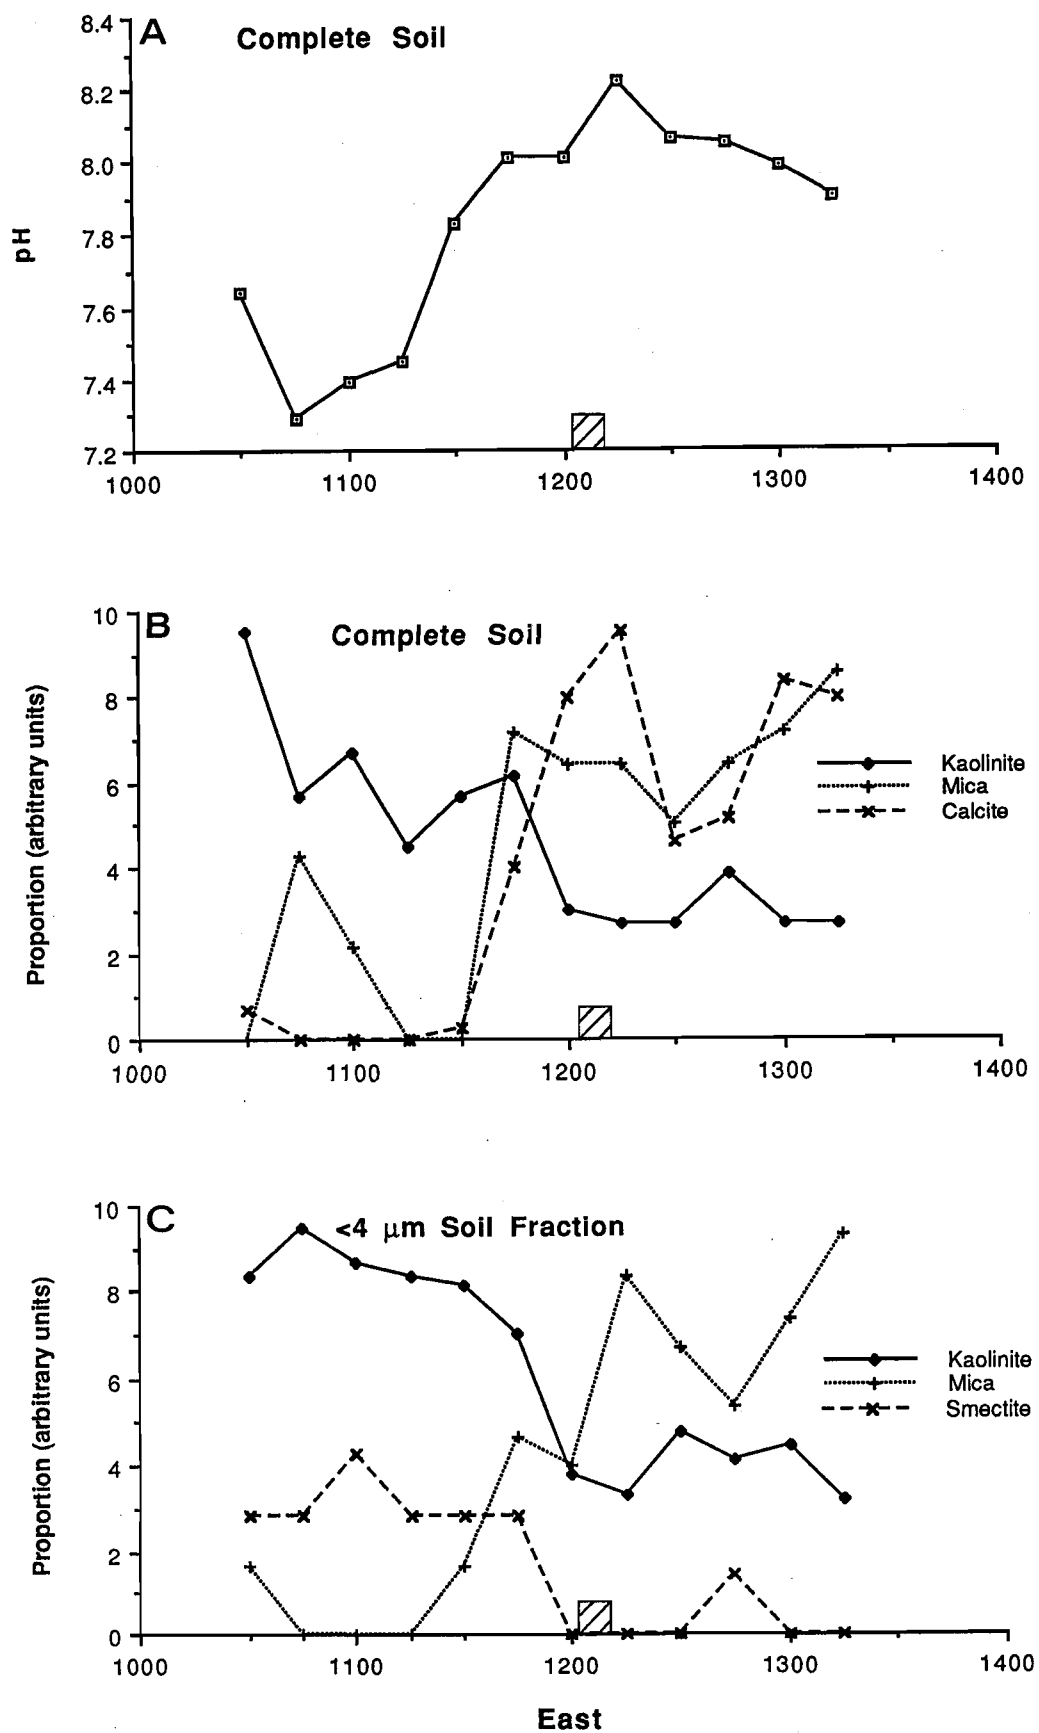 A
Complete Soil
8.4
8.2
8.0
7.8
7.6
7.4
7.2
pH
1000 1100 1200 1300 1400
B
Complete Soil
10
8
6
4
2
0
Proportion (arbitrary units)
Kaolinite
Mica
Calcite
1000 1100 1200 1300 1400
C
<4 µm Soil Fraction
10
8
6
4
2
0
Proportion (arbitrary units)
Kaolinite
Mica
Smectite
1000 1100 1200 1300 1400
East